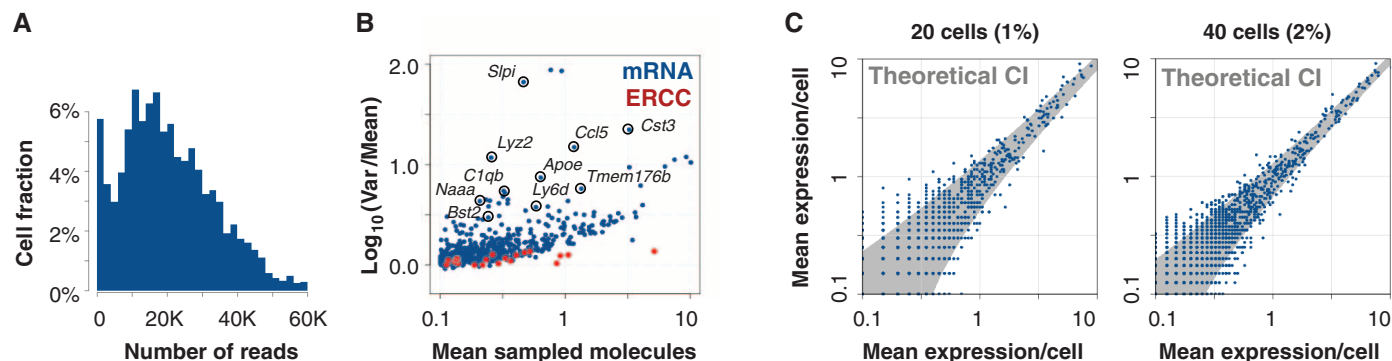 A
Cell fraction
6%
4%
2%
0%
0 20K 40K 60K
Number of reads
B
Log10(Var/Mean)
2.0
1.0
0.0
mRNA
ERCC
Slpi
Cst3
Ccl5
Lyz2
Apoe
C1qb
Tmem176b
Naaa
Ly6d
Bst2
0.1 1 10
Mean sampled molecules
C
20 cells (1%)
Theoretical CI
Mean expression/cell
10
1
0.1
0.1 1 10
Mean expression/cell
40 cells (2%)
Theoretical CI
10
1
0.1
0.1 1 10
Mean expression/cell